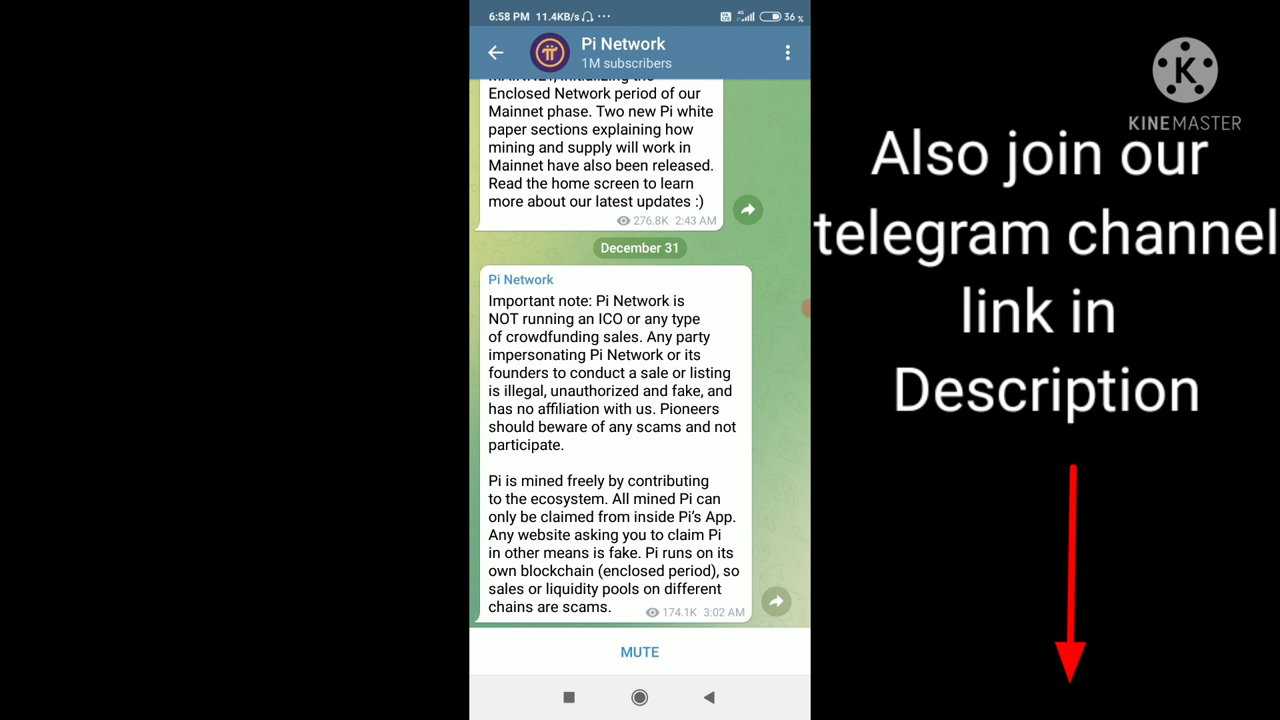 6:58 PM 11.4KB/s ... 4G 36 %
Pi Network
1M subscribers
Enclosed Network period of our
Mainnet phase. Two new Pi white
paper sections explaining how
mining and supply will work in
Mainnet have also been released.
Read the home screen to learn
more about our latest updates :)
276.8K 2:43 AM
December 31
Pi Network
Important note: Pi Network is
NOT running an ICO or any type
of crowdfunding sales. Any party
impersonating Pi Network or its
founders to conduct a sale or listing
is illegal, unauthorized and fake, and
has no affiliation with us. Pioneers
should beware of any scams and not
participate.
Pi is mined freely by contributing
to the ecosystem. All mined Pi can
only be claimed from inside Pi’s App.
Any website asking you to claim Pi
in other means is fake. Pi runs on its
own blockchain (enclosed period), so
sales or liquidity pools on different
chains are scams.
174.1K 3:02 AM
MUTE
K
KINEMASTER
Also join our
telegram channel
link in
Description